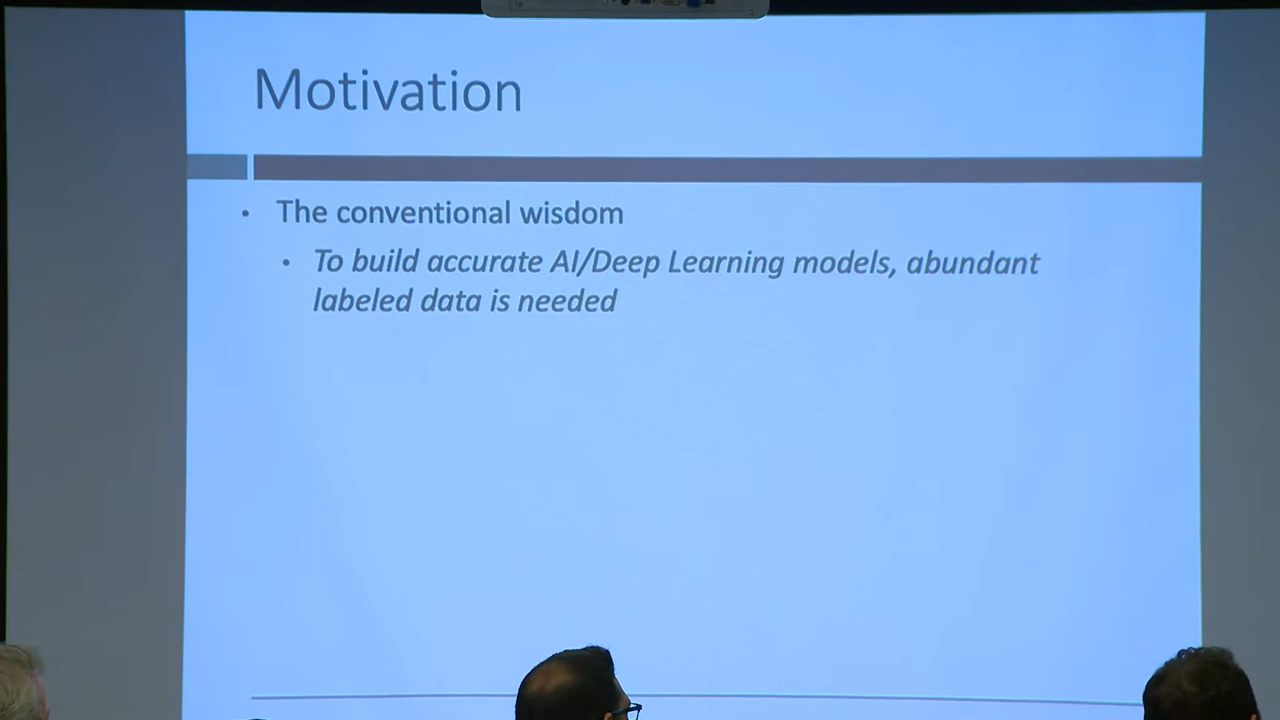 Motivation
• The conventional wisdom
• To build accurate AI/Deep Learning models, abundant
labeled data is needed